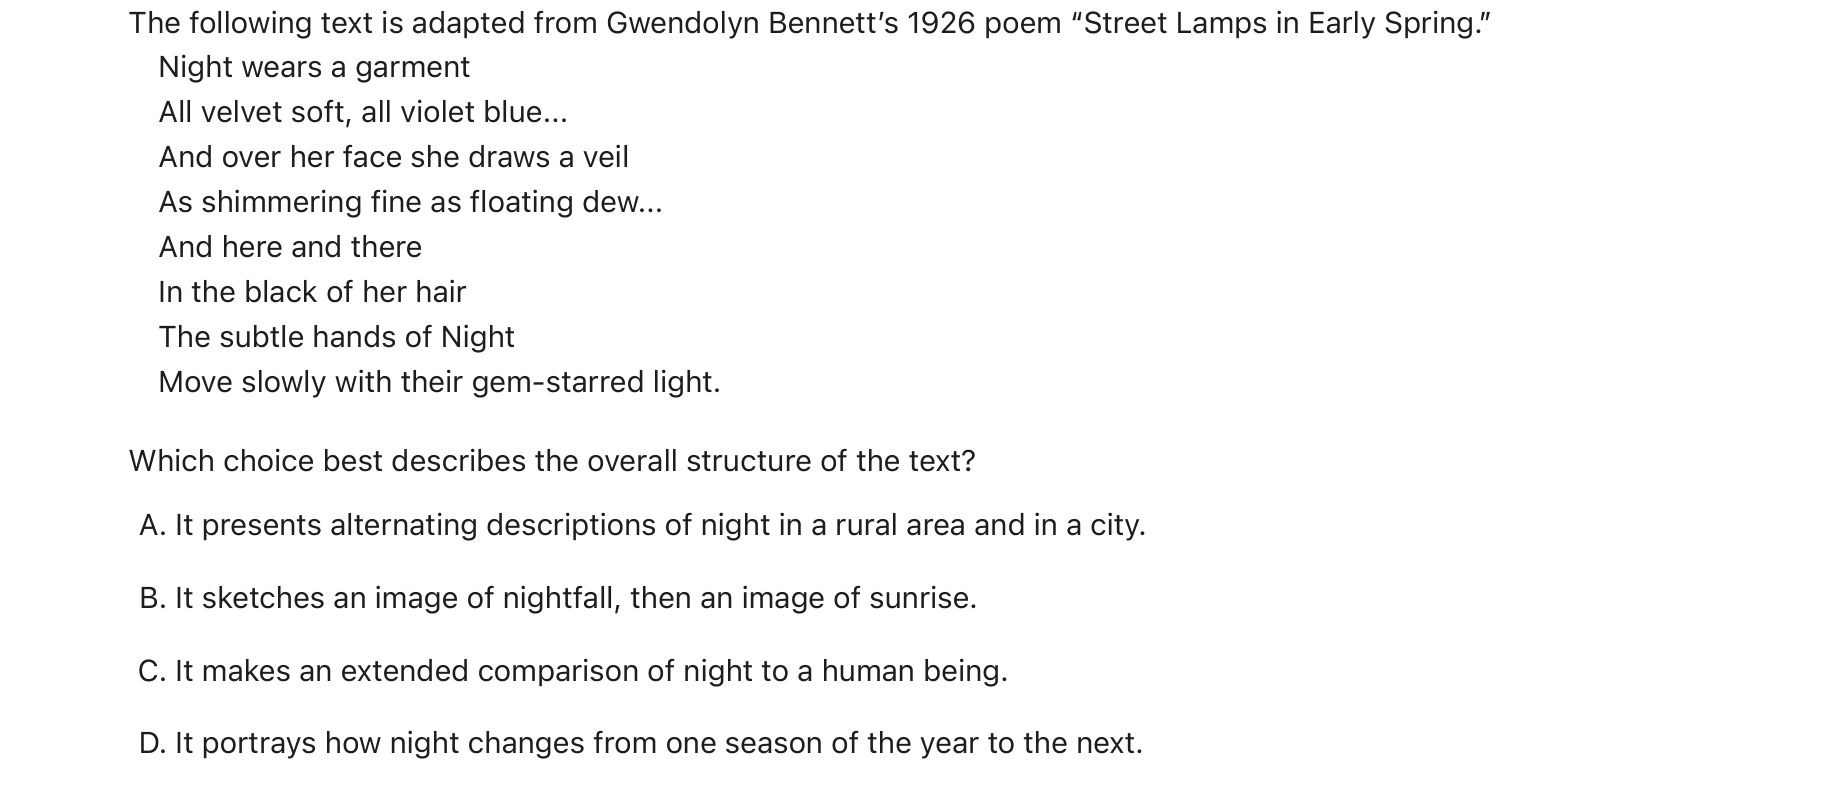 The following text is adapted from Gwendolyn Bennett’s 1926 poem “Street Lamps in Early Spring.”
Night wears a garment
All velvet soft, all violet blue...
And over her face she draws a veil
As shimmering fine as floating dew...
And here and there
In the black of her hair
The subtle hands of Night
Move slowly with their gem-starred light.
Which choice best describes the overall structure of the text?
A. It presents alternating descriptions of night in a rural area and in a city.
B. It sketches an image of nightfall, then an image of sunrise.
C. It makes an extended comparison of night to a human being.
D. It portrays how night changes from one season of the year to the next.